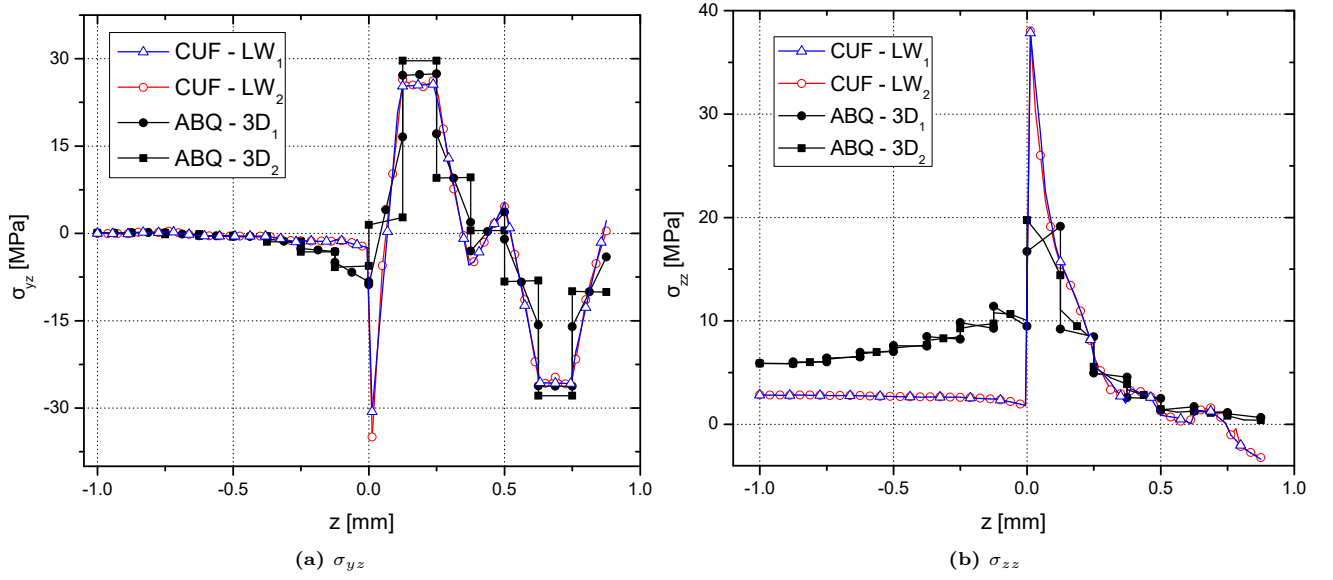 CUF - LW1
CUF - LW2
ABQ - 3D1
ABQ - 3D2
30
15
0
-15
-30
σyz [MPa]
-1.0 -0.5 0.0 0.5 1.0
z [mm]
(a) σyz
CUF - LW1
CUF - LW2
ABQ - 3D1
ABQ - 3D2
40
30
20
10
0
σzz [MPa]
-1.0 -0.5 0.0 0.5 1.0
z [mm]
(b) σzz